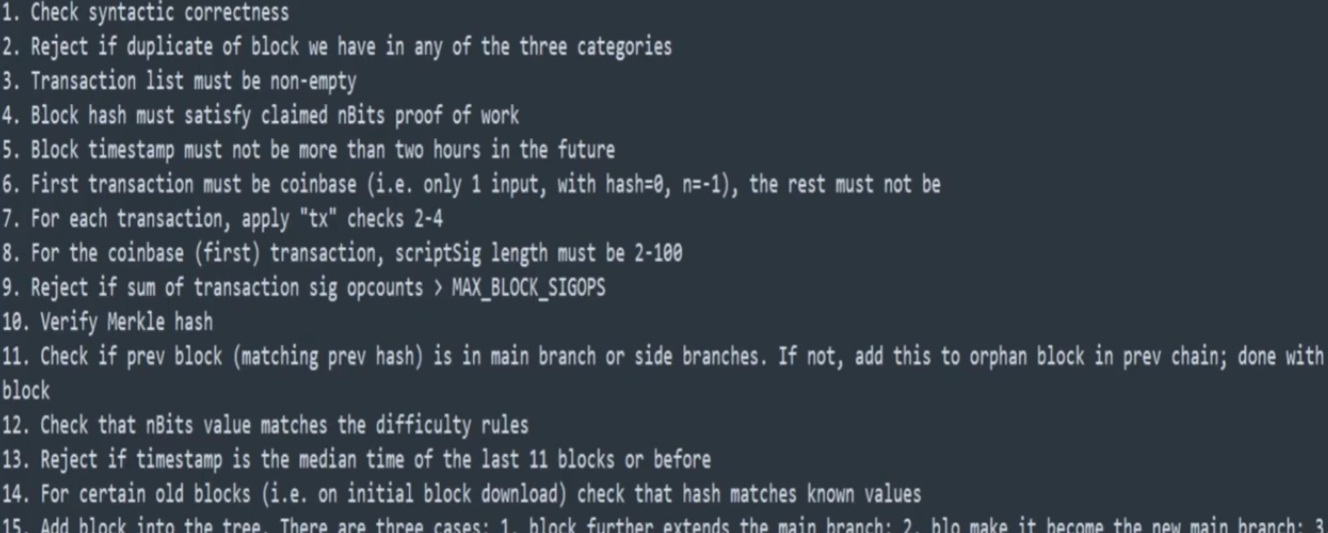 1. Check syntactic correctness
2. Reject if duplicate of block we have in any of the three categories
3. Transaction list must be non-empty
4. Block hash must satisfy claimed nBits proof of work
5. Block timestamp must not be more than two hours in the future
6. First transaction must be coinbase (i.e. only 1 input, with hash=0, n=-1), the rest must not be
7. For each transaction, apply "tx" checks 2-4
8. For the coinbase (first) transaction, scriptSig length must be 2-100
9. Reject if sum of transaction sig opcounts > MAX_BLOCK_SIGOPS
10. Verify Merkle hash
11. Check if prev block (matching prev hash) is in main branch or side branches. If not, add this to orphan block in prev chain; done with
block
12. Check that nBits value matches the difficulty rules
13. Reject if timestamp is the median time of the last 11 blocks or before
14. For certain old blocks (i.e. on initial block download) check that hash matches known values
15. Add block into the tree. There are three cases: 1. block further extends the main branch; 2. blo make it become the new main branch; 3